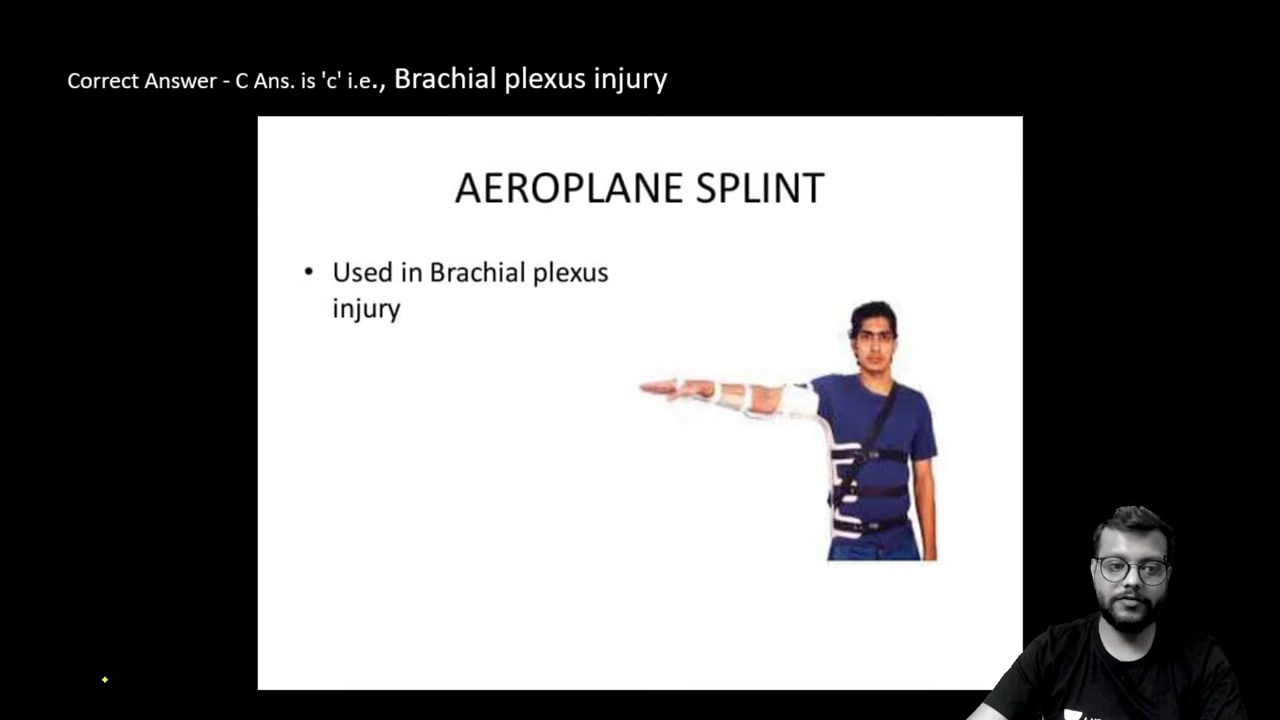 Correct Answer - C Ans. is 'c' i.e., Brachial plexus injury
AEROPLANE SPLINT
• Used in Brachial plexus
injury